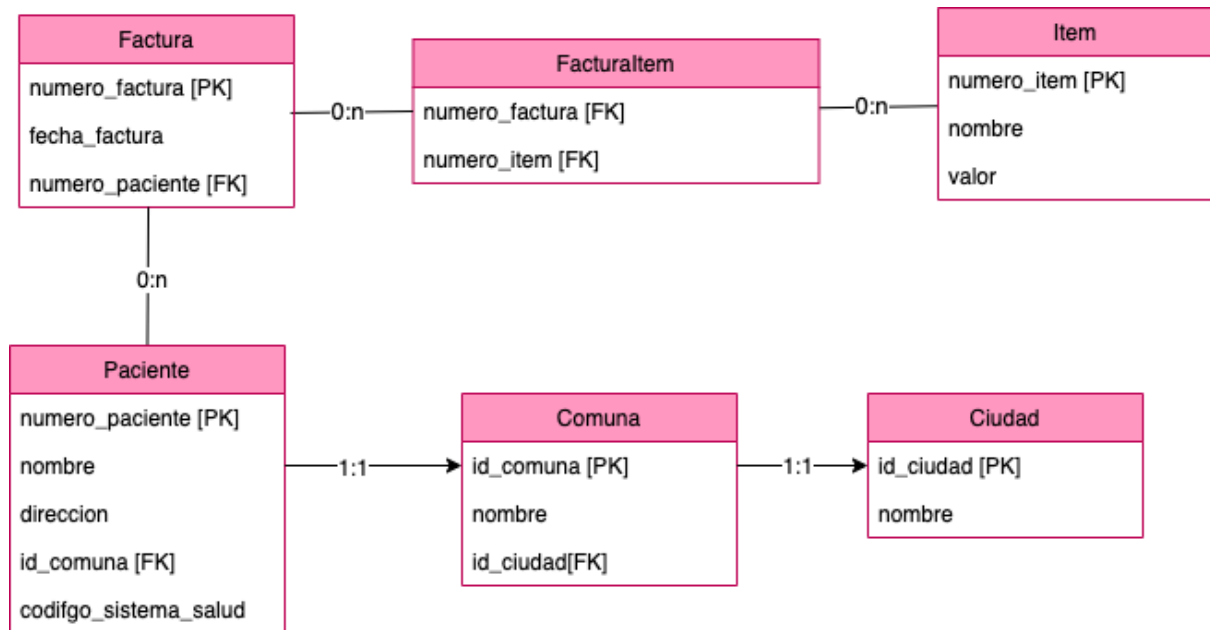 Factura
numero_factura [PK]
fecha_factura
numero_paciente [FK]
0:n
FacturaItem
numero_factura [FK]
numero_item [FK]
0:n
Item
numero_item [PK]
nombre
valor
0:n
Paciente
numero_paciente [PK]
nombre
direccion
id_comuna [FK]
codifgo_sistema_salud
1:1
Comuna
id_comuna [PK]
nombre
id_ciudad[FK]
1:1
Ciudad
id_ciudad [PK]
nombre